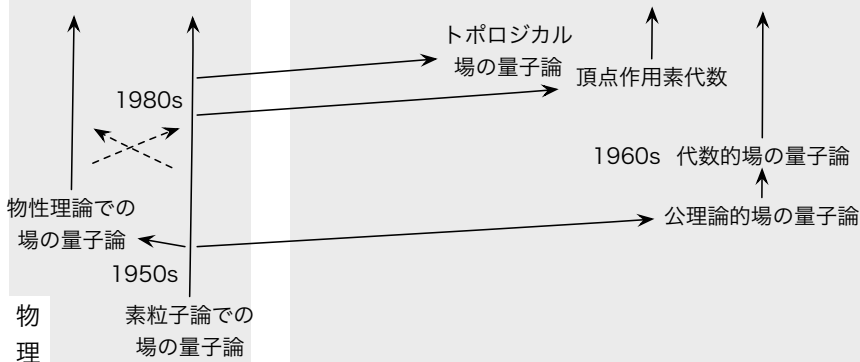 トポロジカル
場の量子論
頂点作用素代数
1980s
1960s 代数的場の量子論
物性理論での
場の量子論
公理論的場の量子論
1950s
素粒子論での
場の量子論
物
理